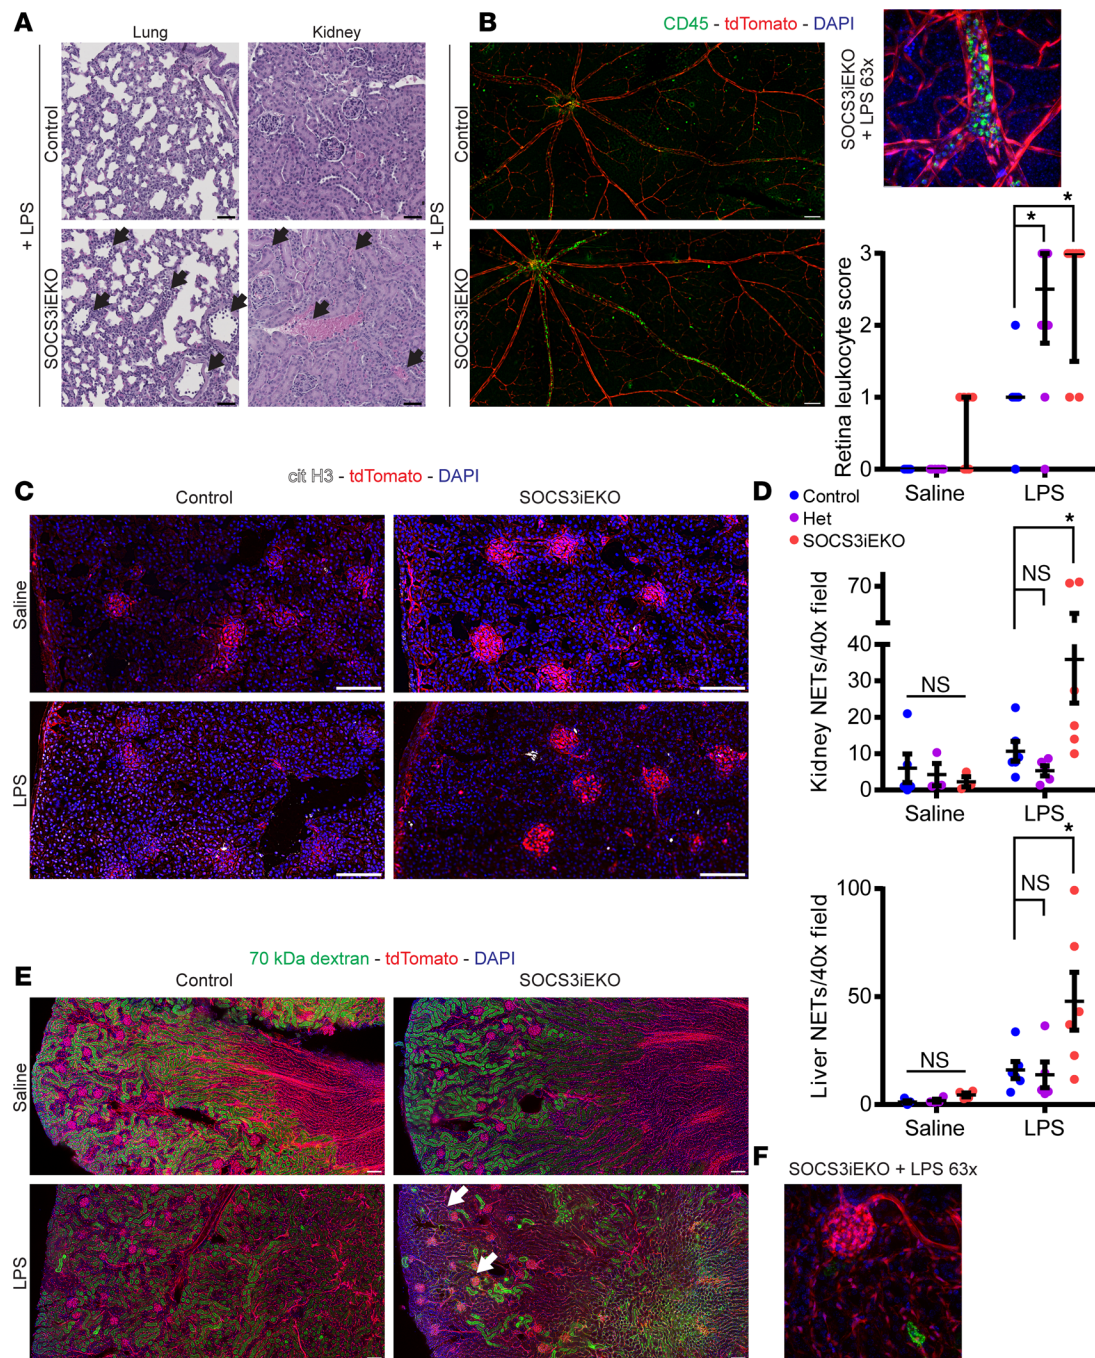 A
Lung
Kidney
+ LPS
Control
SOCS3iEKO
B
CD45 - tdTomato - DAPI
+ LPS
Control
SOCS3iEKO
SOCS3iEKO
+ LPS 63x
Retina leukocyte score
3
2
1
0
*
*
Saline
LPS
C
cit H3 - tdTomato - DAPI
Control
SOCS3iEKO
Saline
LPS
D
Control
Het
SOCS3iEKO
Kidney NETs/40x field
70
40
30
20
10
0
NS
NS
*
Saline
LPS
Liver NETs/40x field
100
50
0
NS
NS
*
Saline
LPS
E
70 kDa dextran - tdTomato - DAPI
Control
SOCS3iEKO
Saline
LPS
F
SOCS3iEKO + LPS 63x